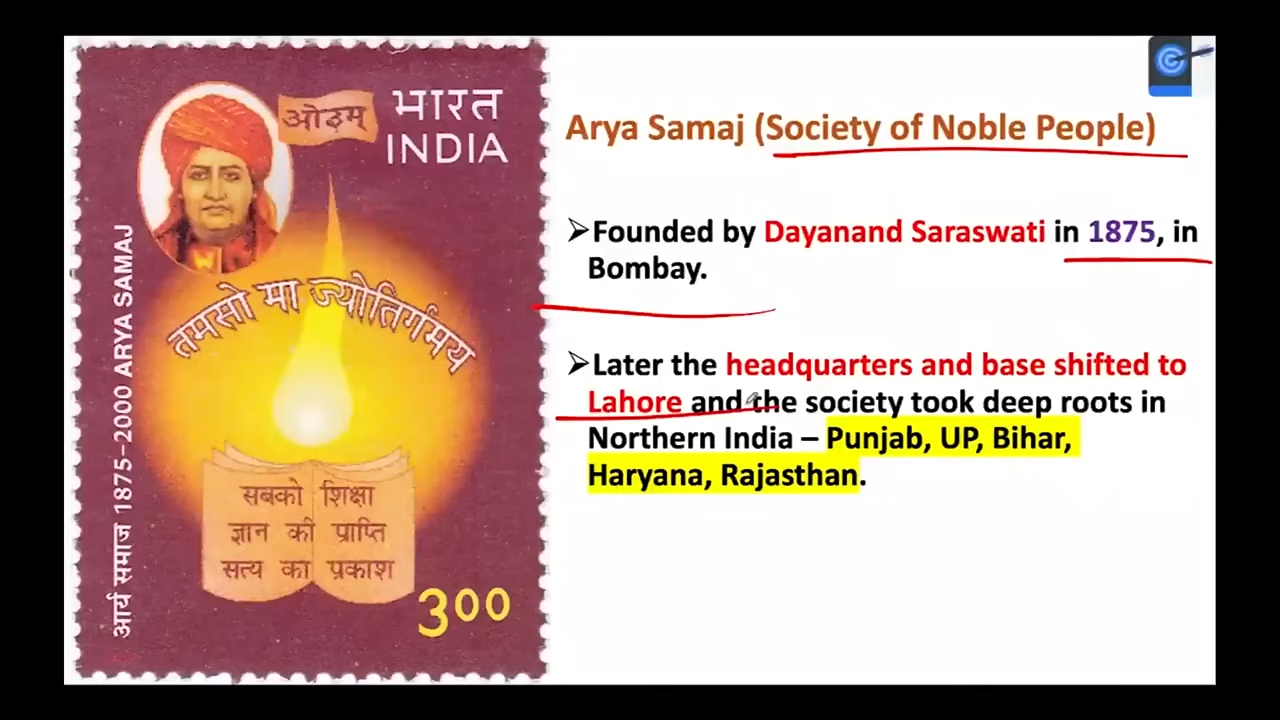 ओ३म्
भारत
INDIA
तमसो मा ज्योतिर्गमय
सबको शिक्षा
ज्ञान की प्राप्ति
सत्य का प्रकाश
300
आर्य समाज 1875–2000 ARYA SAMAJ
Arya Samaj (Society of Noble People)
➢Founded by Dayanand Saraswati in 1875, in
Bombay.
➢Later the headquarters and base shifted to
Lahore and the society took deep roots in
Northern India – Punjab, UP, Bihar,
Haryana, Rajasthan.